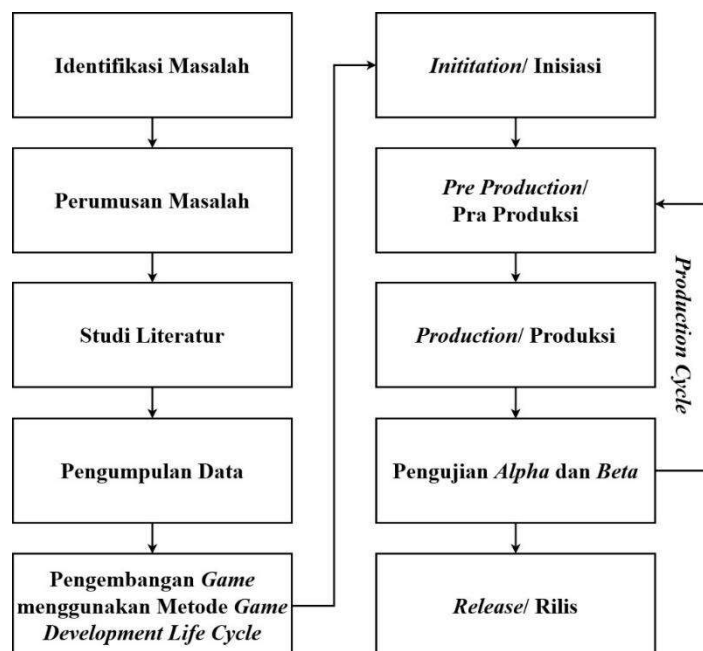 Identifikasi Masalah
Perumusan Masalah
Studi Literatur
Pengumpulan Data
Pengembangan Game
menggunakan Metode Game
Development Life Cycle
Inititation/ Inisiasi
Pre Production/
Pra Produksi
Production/ Produksi
Pengujian Alpha dan Beta
Release/ Rilis
Production Cycle